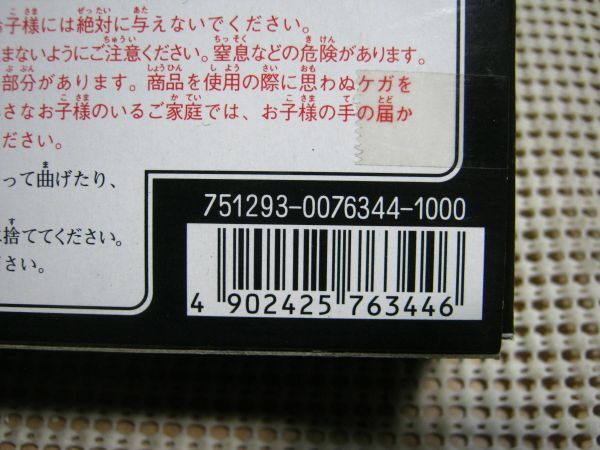 お子様には絶対に与えないでください。
まないようにご注意ください。窒息などの危険があります。
部分があります。商品を使用の際に思わぬケガを
さなお子様のいるご家庭では、お子様の手の届か
ださい。
って曲げたり、
捨ててください。
さい。
751293-0076344-1000
4 902425 763446